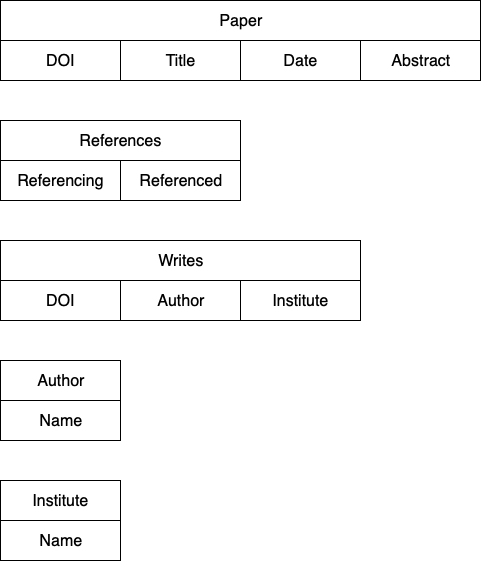 Paper
DOI Title Date Abstract
References
Referencing Referenced
Writes
DOI Author Institute
Author
Name
Institute
Name